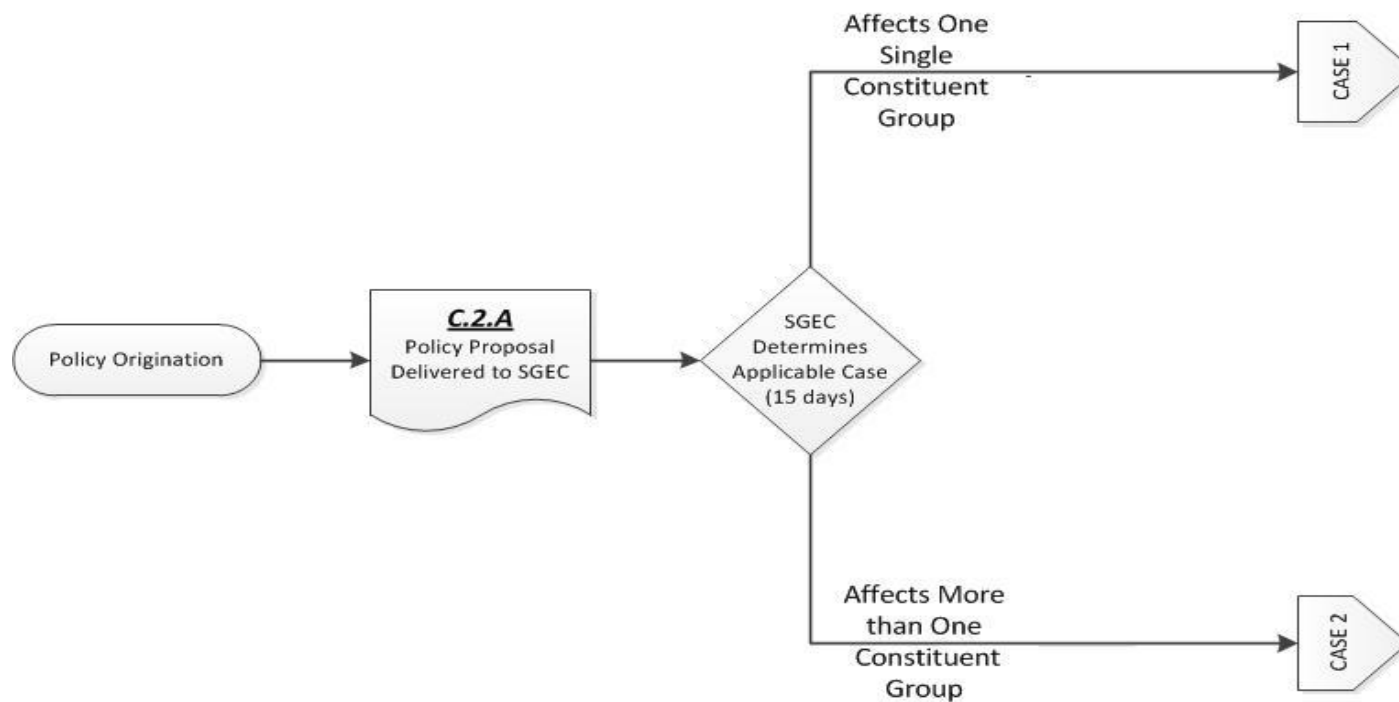 Affects One
Single
Constituent
Group
CASE 1
Policy Origination
C.2.A
Policy Proposal
Delivered to SGEC
SGEC
Determines
Applicable Case
(15 days)
Affects More
than One
Constituent
Group
CASE 2